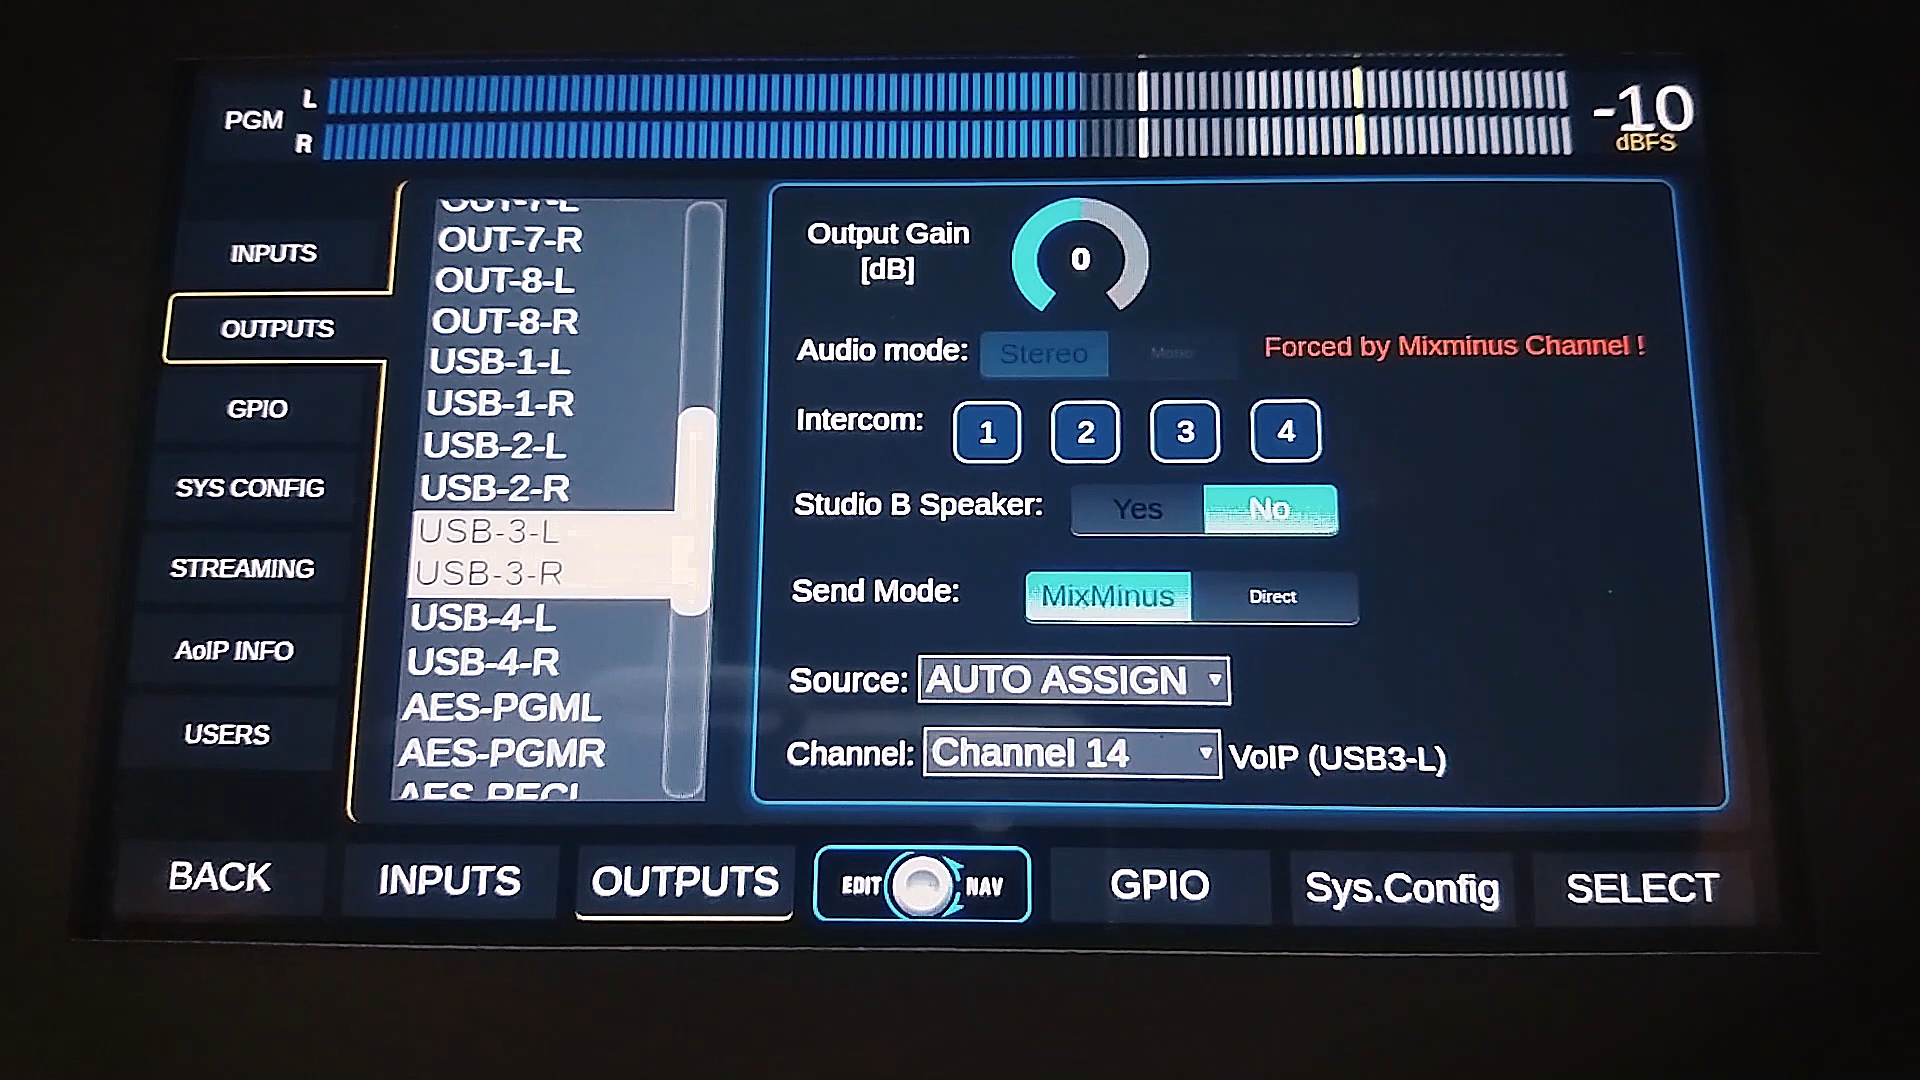 PGM
L
R
-10
dBFS
INPUTS
OUTPUTS
GPIO
SYS CONFIG
STREAMING
AoIP INFO
USERS
OUT-7-L
OUT-7-R
OUT-8-L
OUT-8-R
USB-1-L
USB-1-R
USB-2-L
USB-2-R
USB-3-L
USB-3-R
USB-4-L
USB-4-R
AES-PGML
AES-PGMR
AES-RECL
Output Gain
[dB]
0
Audio mode: Stereo Mono Forced by Mixminus Channel !
Intercom: 1 2 3 4
Studio B Speaker: Yes No
Send Mode: MixMinus Direct
Source: AUTO ASSIGN
Channel: Channel 14 VoIP (USB3-L)
BACK INPUTS OUTPUTS EDIT NAV GPIO Sys.Config SELECT